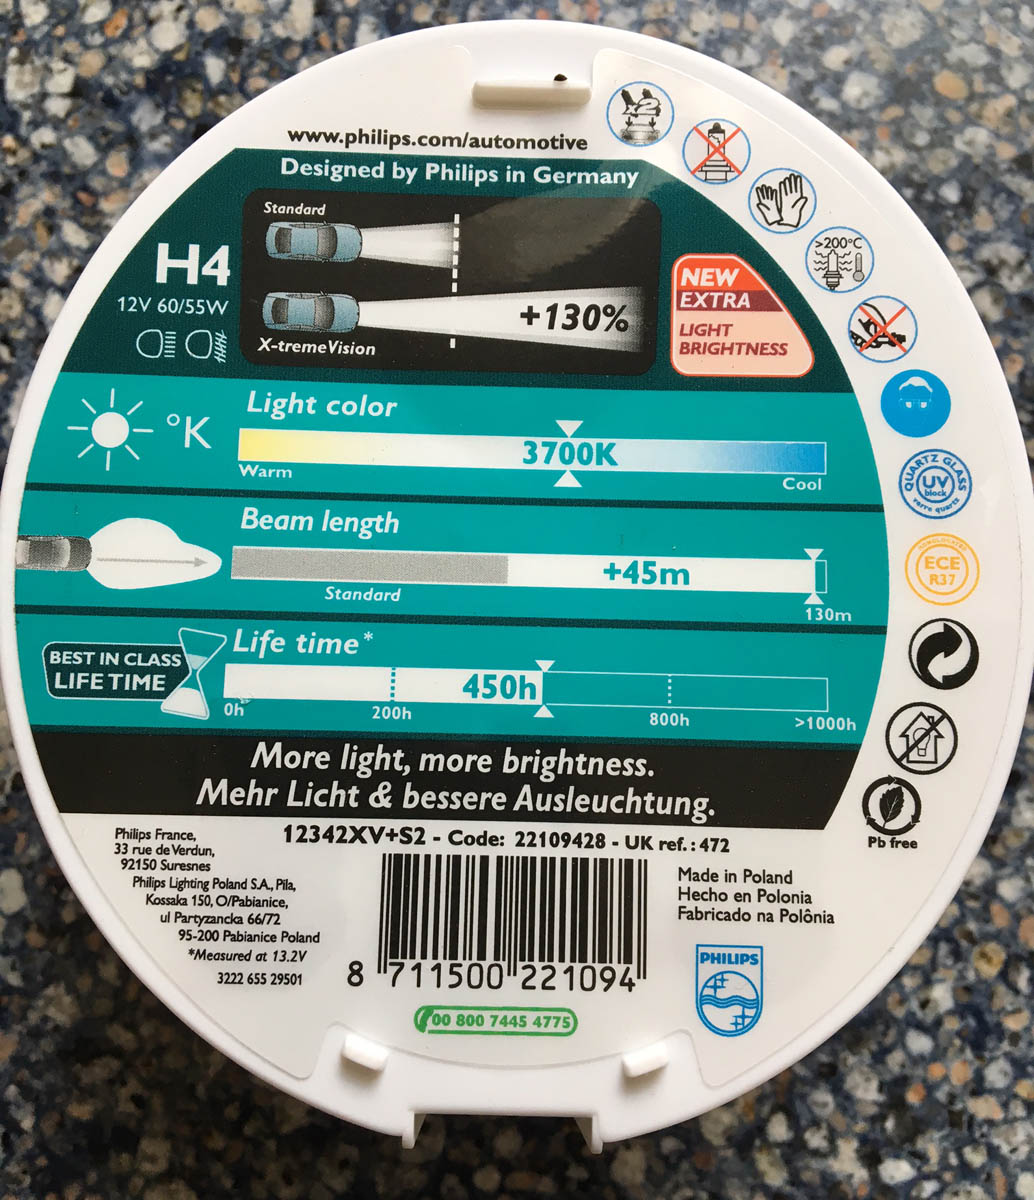 www.philips.com/automotive
Designed by Philips in Germany
Standard
H4
12V 60/55W
+130%
X-tremeVision
NEW
EXTRA
LIGHT
BRIGHTNESS
x2
>200°C
Light color
°K
3700K
Warm
Cool
QUARTZ GLASS
UV
block
verre quartz
Beam length
+45m
Standard
130m
ECE
R37
Life time*
BEST IN CLASS
LIFE TIME
450h
0h
200h
800h
>1000h
More light, more brightness.
Mehr Licht & bessere Ausleuchtung.
Pb free
12342XV+S2 - Code: 22109428 - UK ref.: 472
Philips France,
33 rue de Verdun,
92150 Suresnes
Philips Lighting Poland S.A., Pila,
Kossaka 150, O/Pabianice,
ul Partyzancka 66/72
95-200 Pabianice Poland
*Measured at 13.2V
3222 655 29501
8 711500 221094
Made in Poland
Hecho en Polonia
Fabricado na Polônia
PHILIPS
00 800 7445 4775